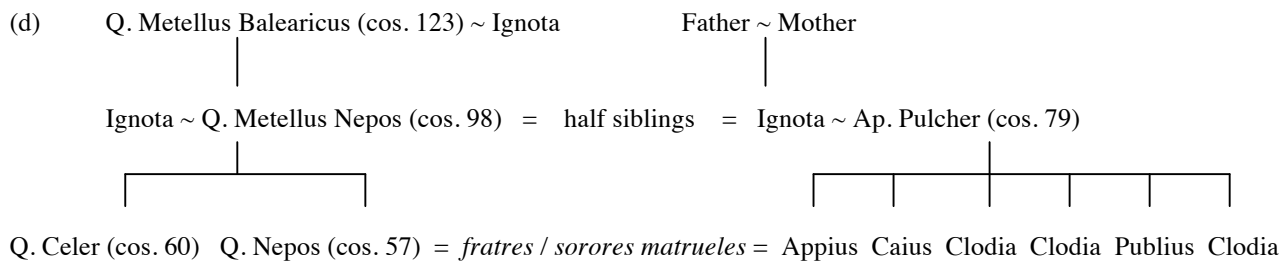 (d) Q. Metellus Balearicus (cos. 123) ~ Ignota Father ~ Mother
Ignota ~ Q. Metellus Nepos (cos. 98) = half siblings = Ignota ~ Ap. Pulcher (cos. 79)
Q. Celer (cos. 60) Q. Nepos (cos. 57) = fratres / sorores matrueles = Appius Caius Clodia Clodia Publius Clodia